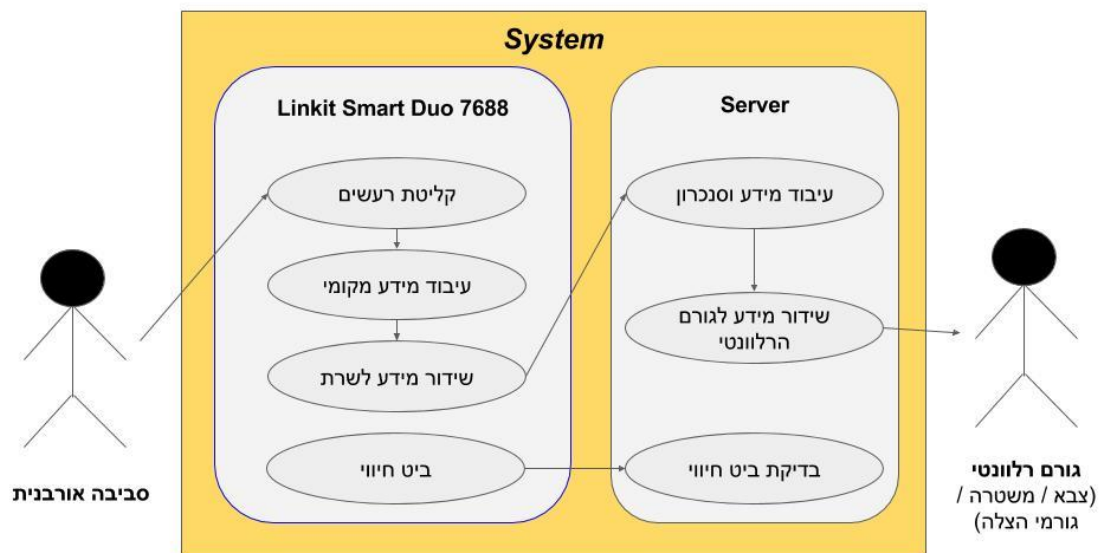 System
Linkit Smart Duo 7688
קליטת רעשים
עיבוד מידע מקומי
שידור מידע לשרת
ביט חיווי
Server
עיבוד מידע וסנכרון
שידור מידע לגורם
הרלוונטי
בדיקת ביט חיווי
סביבה אורבנית
גורם רלוונטי
(צבא / משטרה /
גורמי הצלה)